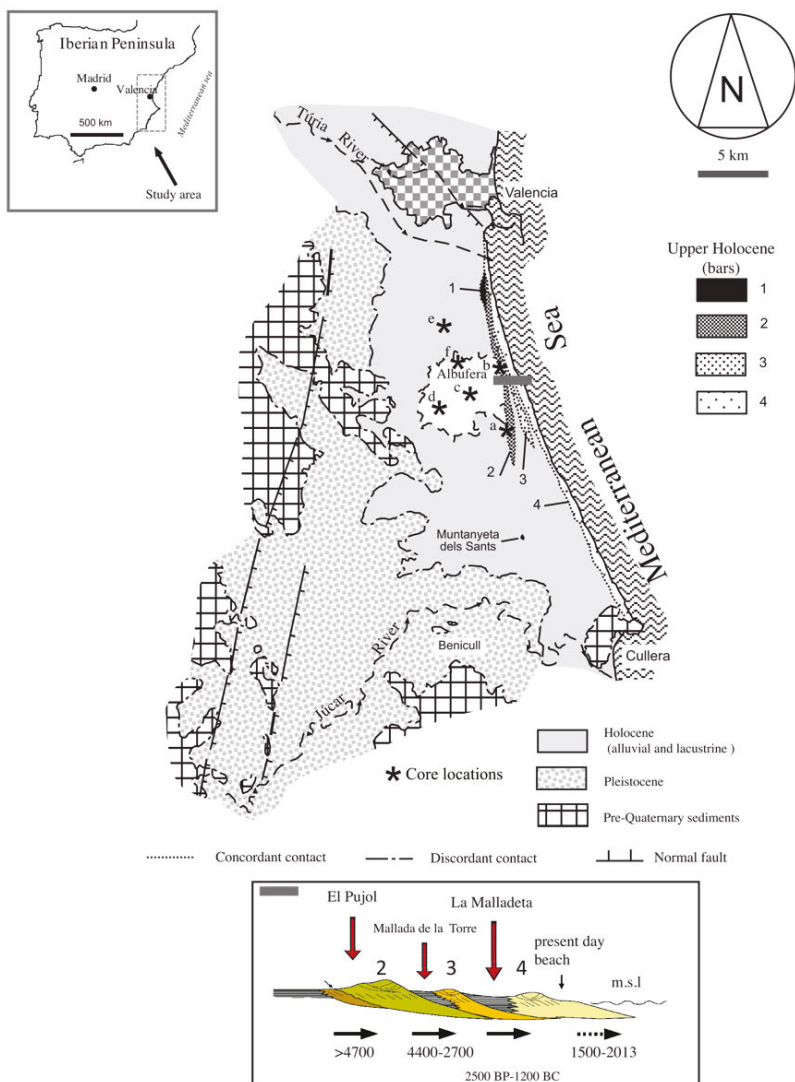 Iberian Peninsula
Madrid
Valencia
Mediterranean sea
500 km
Study area
N
5 km
Túria River
Valencia
Upper Holocene
(bars)
1
2
3
4
1
e
f
b
Albufera
c
d
a
2
3
4
Sea
Mediterranean
Muntanyeta
dels Sants
Benicull
Júcar River
Cullera
Core locations
Holocene
(alluvial and lacustrine )
Pleistocene
Pre-Quaternary sediments
Concordant contact
Discordant contact
Normal fault
El Pujol
La Malladeta
Mallada de la Torre
present day
beach
2
3
4
m.s.l
>4700
4400-2700
1500-2013
2500 BP-1200 BC